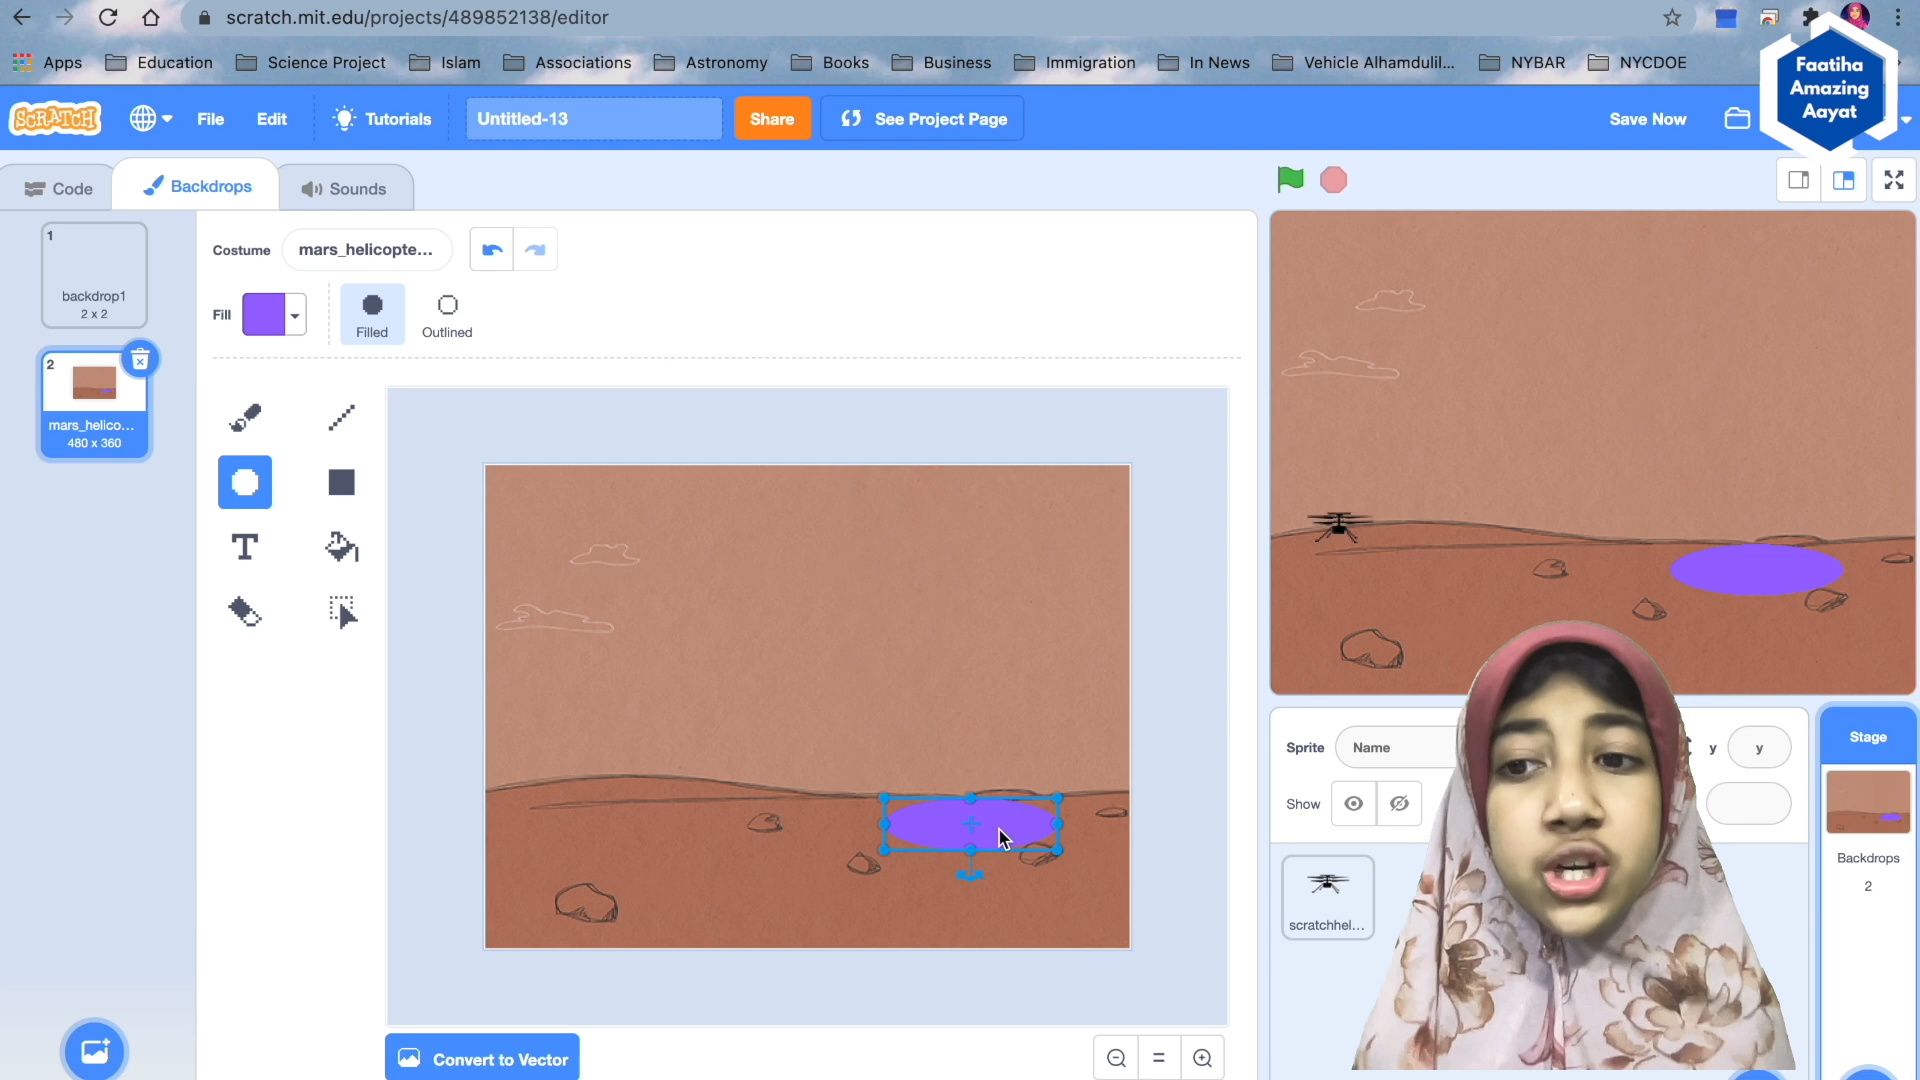 scratch.mit.edu/projects/489852138/editor
Apps Education Science Project Islam Associations Astronomy Books Business Immigration In News Vehicle Alhamdulil... NYBAR NYCDOE
Faatiha
Amazing
Aayat
SCRATCH File Edit Tutorials Untitled-13 Share See Project Page Save Now
Code Backdrops Sounds
1
backdrop1
2 x 2
2
mars_helico...
480 x 360
Costume mars_helicopte...
Fill
Filled
Outlined
T
Convert to Vector
Sprite Name
y y
Show
scratchhel...
Stage
Backdrops
2